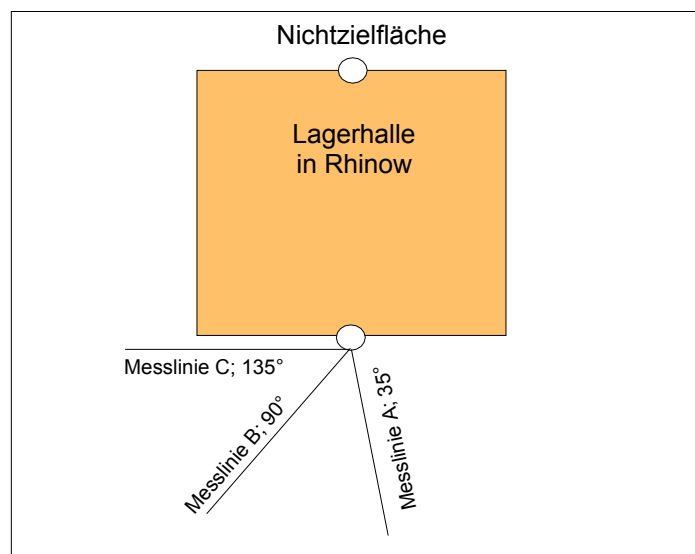 Nichtzielfläche
Lagerhalle
in Rhinow
Messlinie C; 135°
Messlinie B; 90°
Messlinie A; 35°